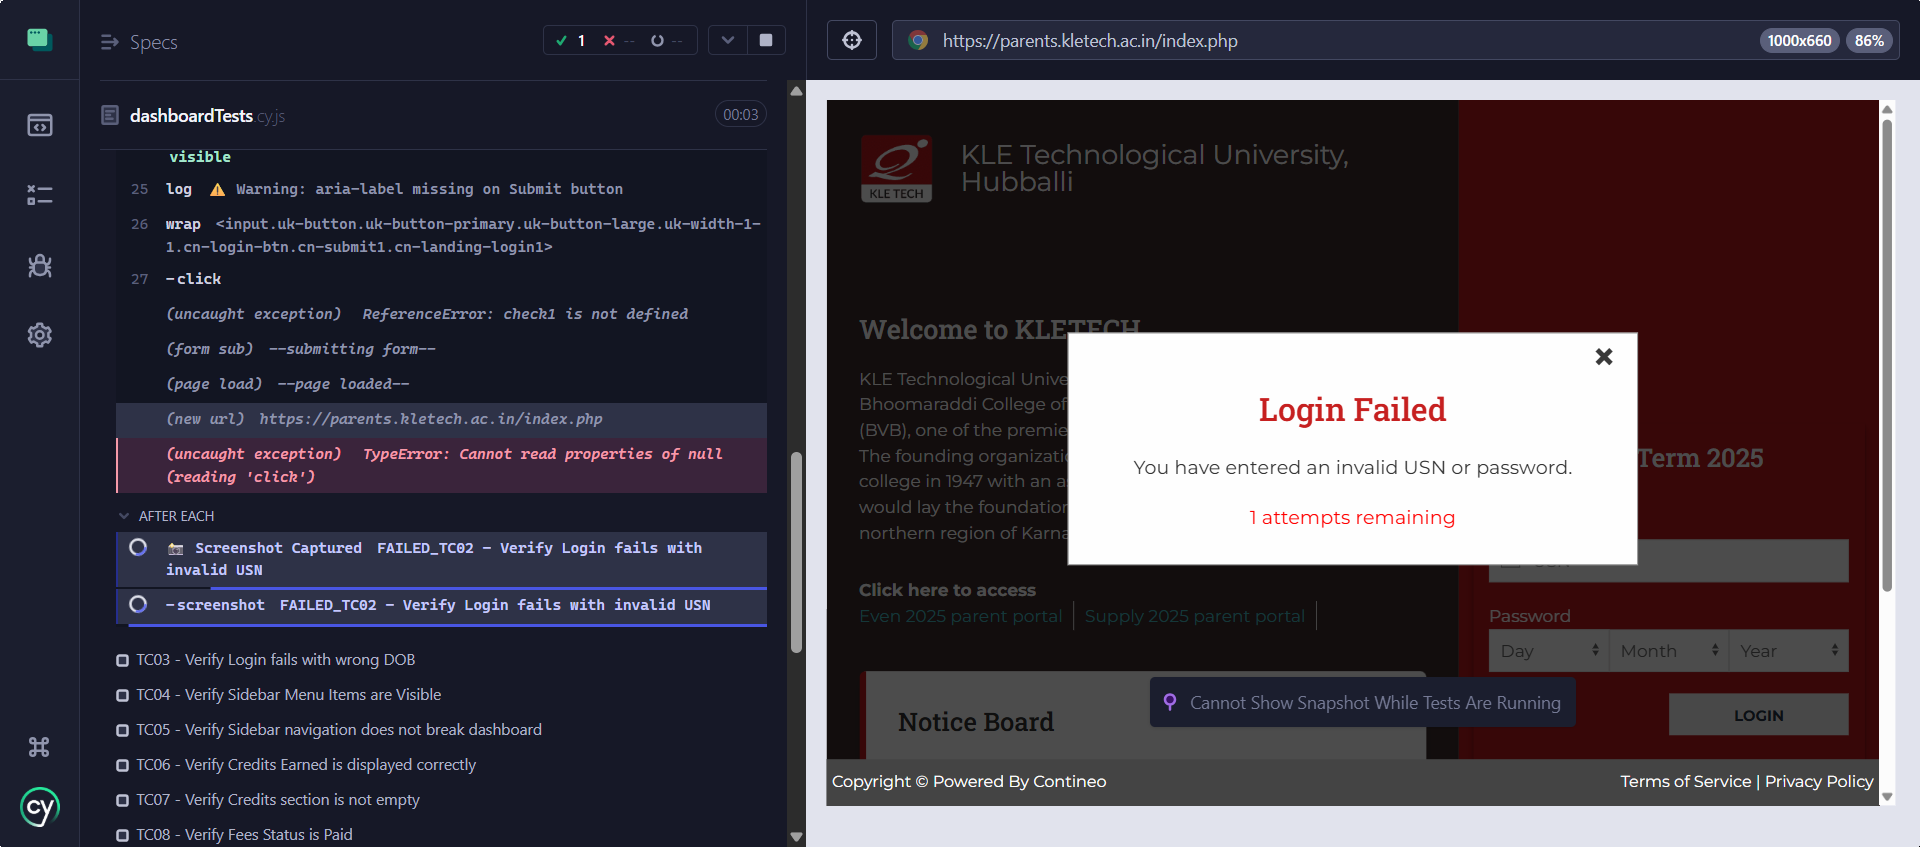 Specs
1 -- --
dashboardTests.cy.js 00:03
visible
25 log ⚠ Warning: aria-label missing on Submit button
26 wrap <input.uk-button.uk-button-primary.uk-button-large.uk-width-1-
1.cn-login-btn.cn-submit1.cn-landing-login1>
27 -click
(uncaught exception) ReferenceError: check1 is not defined
(form sub) --submitting form--
(page load) --page loaded--
(new url) https://parents.kletech.ac.in/index.php
(uncaught exception) TypeError: Cannot read properties of null
(reading 'click')
AFTER EACH
📸 Screenshot Captured FAILED_TC02 - Verify Login fails with
invalid USN
-screenshot FAILED_TC02 - Verify Login fails with invalid USN
TC03 - Verify Login fails with wrong DOB
TC04 - Verify Sidebar Menu Items are Visible
TC05 - Verify Sidebar navigation does not break dashboard
TC06 - Verify Credits Earned is displayed correctly
TC07 - Verify Credits section is not empty
TC08 - Verify Fees Status is Paid
cy
https://parents.kletech.ac.in/index.php
1000x660 86%
KLE TECH
KLE Technological University,
Hubballi
Welcome to KLETECH
KLE Technological Unive
Bhoomaraddi College of
(BVB), one of the premie
The founding organizati
college in 1947 with an a
would lay the foundation
northern region of Karna
Click here to access
Even 2025 parent portal
Supply 2025 parent portal
Notice Board
Login Failed
You have entered an invalid USN or password.
1 attempts remaining
Term 2025
Password
Day Month Year
LOGIN
Cannot Show Snapshot While Tests Are Running
Copyright © Powered By Contineo
Terms of Service | Privacy Policy